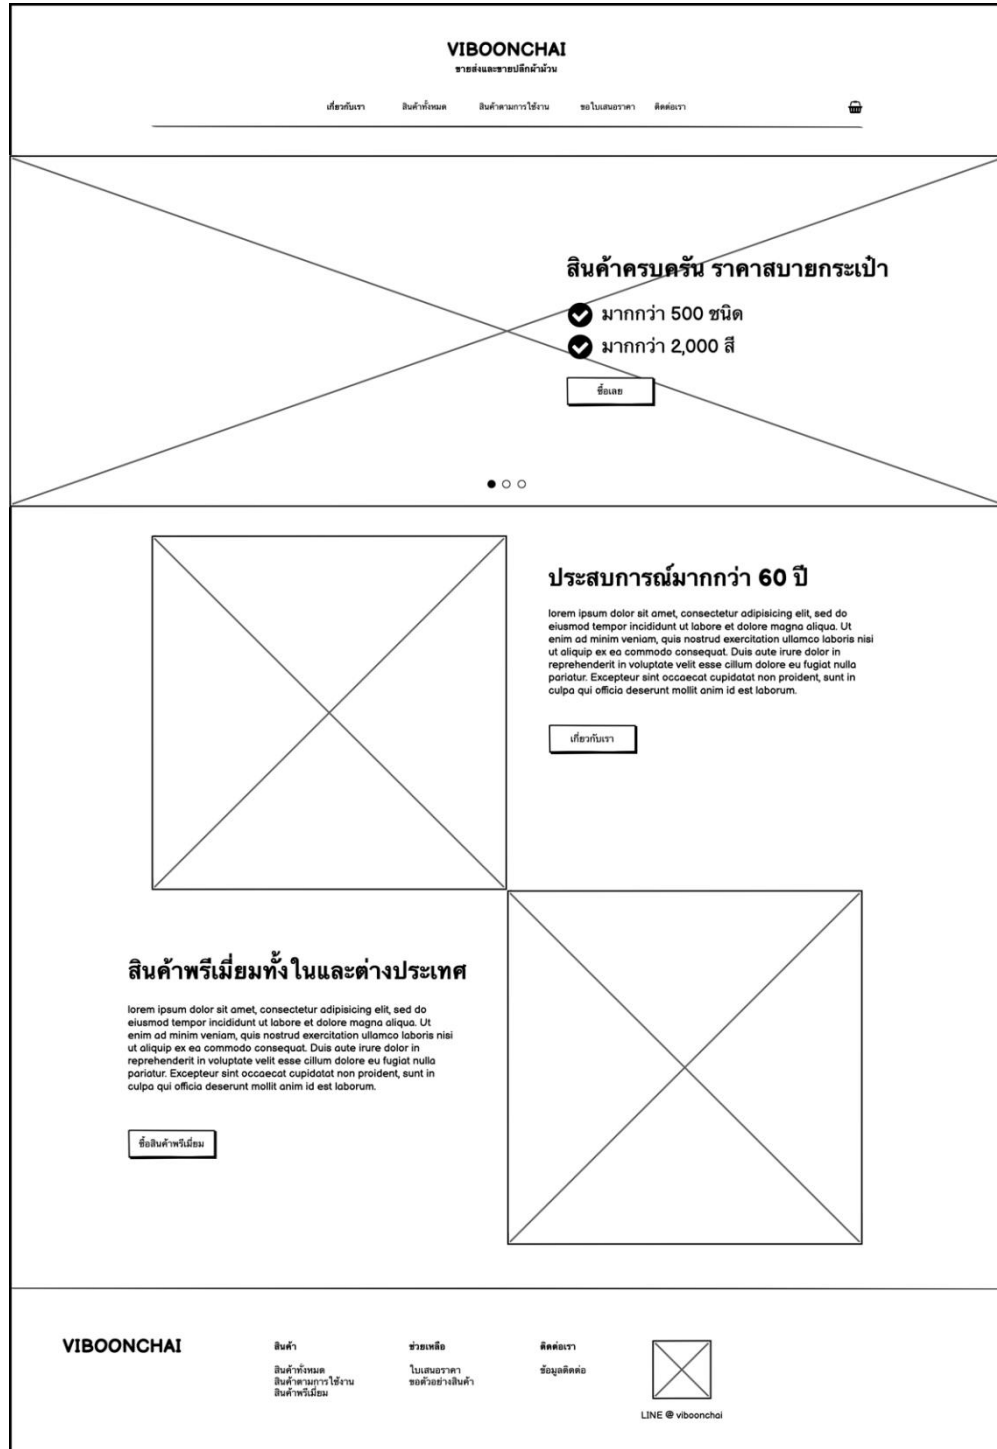 VIBOONCHAI
ขายส่งและขายปลีกผ้าม้วน
เกี่ยวกับเรา สินค้าทั้งหมด สินค้าตามการใช้งาน ขอใบเสนอราคา ติดต่อเรา
สินค้าครบครัน ราคาสบายกระเป๋า
มากกว่า 500 ชนิด
มากกว่า 2,000 สี
ซื้อเลย
ประสบการณ์มากกว่า 60 ปี
lorem ipsum dolor sit amet, consectetur adipisicing elit, sed do
eiusmod tempor incididunt ut labore et dolore magna aliqua. Ut
enim ad minim veniam, quis nostrud exercitation ullamco laboris nisi
ut aliquip ex ea commodo consequat. Duis aute irure dolor in
reprehenderit in voluptate velit esse cillum dolore eu fugiat nulla
pariatur. Excepteur sint occaecat cupidatat non proident, sunt in
culpa qui officia deserunt mollit anim id est laborum.
เกี่ยวกับเรา
สินค้าพรีเมี่ยมทั้งในและต่างประเทศ
lorem ipsum dolor sit amet, consectetur adipisicing elit, sed do
eiusmod tempor incididunt ut labore et dolore magna aliqua. Ut
enim ad minim veniam, quis nostrud exercitation ullamco laboris nisi
ut aliquip ex ea commodo consequat. Duis aute irure dolor in
reprehenderit in voluptate velit esse cillum dolore eu fugiat nulla
pariatur. Excepteur sint occaecat cupidatat non proident, sunt in
culpa qui officia deserunt mollit anim id est laborum.
ซื้อสินค้าพรีเมี่ยม
VIBOONCHAI
สินค้า
สินค้าทั้งหมด
สินค้าตามการใช้งาน
สินค้าพรีเมี่ยม
ช่วยเหลือ
ใบเสนอราคา
ขอตัวอย่างสินค้า
ติดต่อเรา
ข้อมูลติดต่อ
LINE @ viboonchai